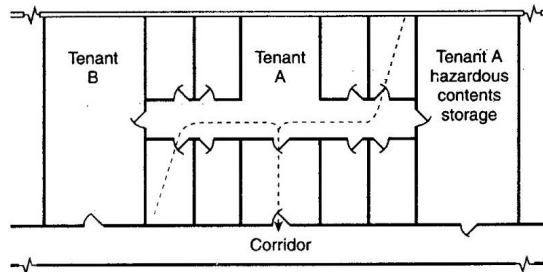 Tenant
B
Tenant
A
Tenant A
hazardous
contents
storage
Corridor